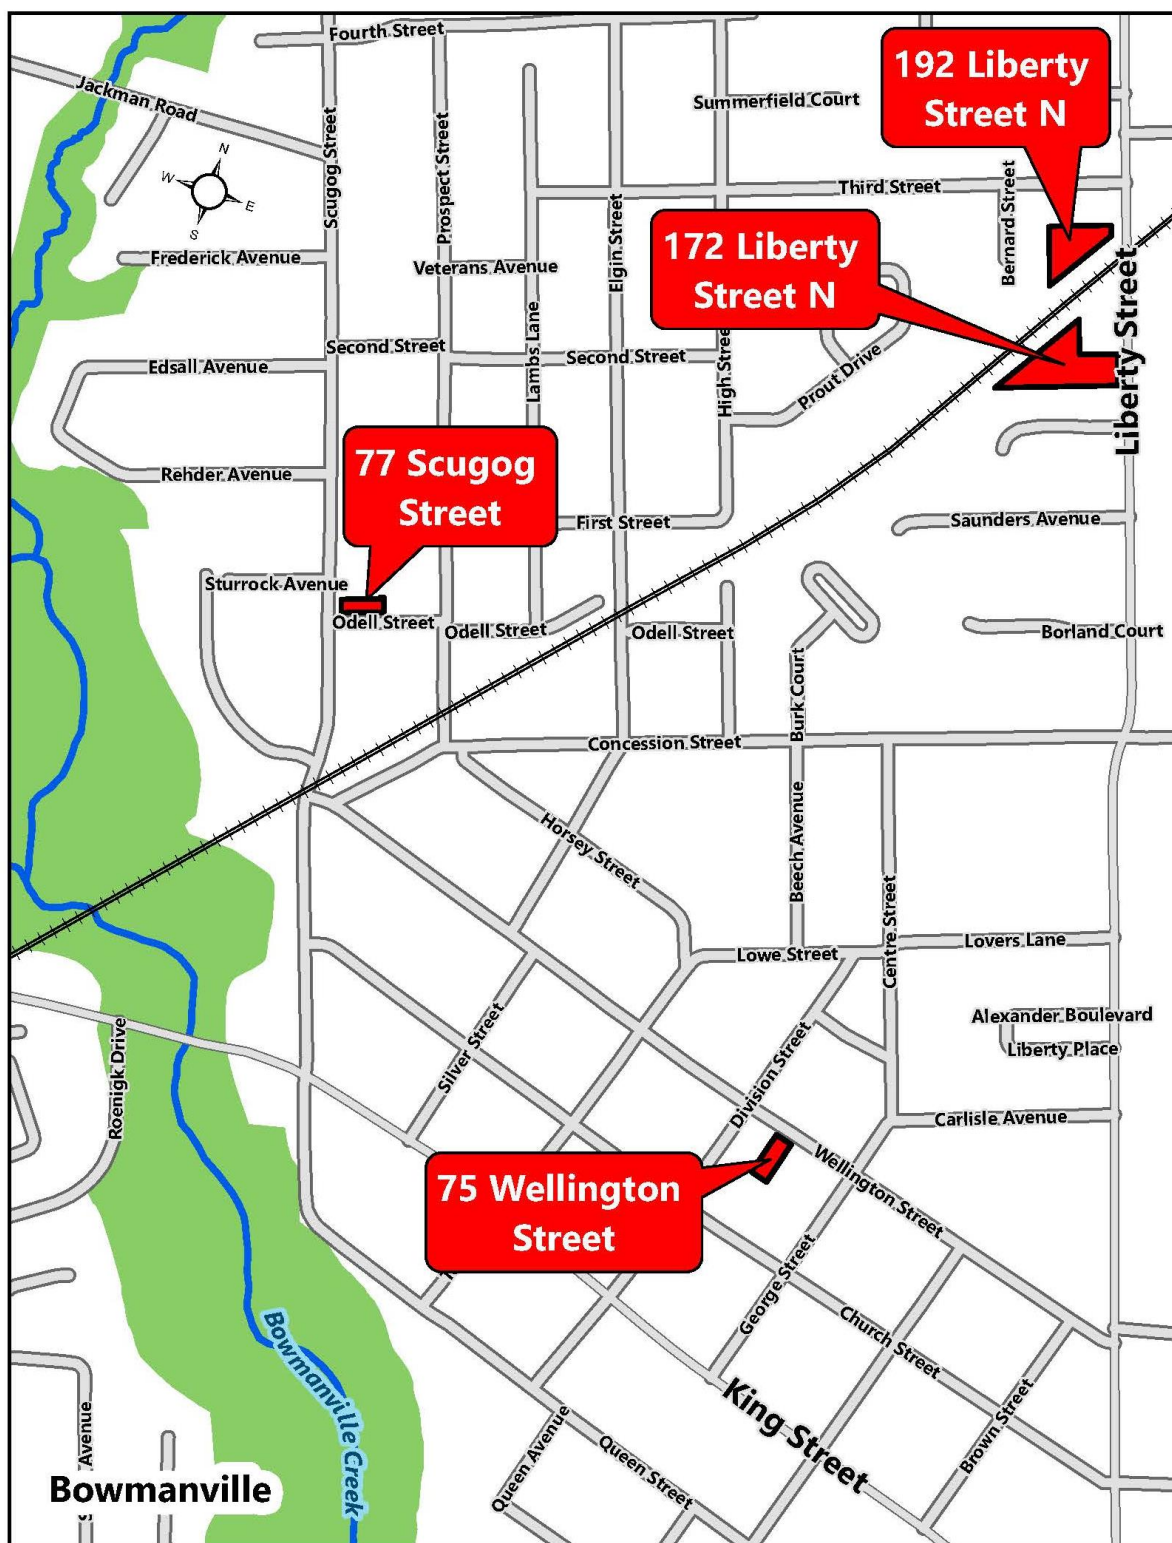 Fourth Street
192 Liberty
Street N
Jackman Road
Summerfield Court
Scugog Street
Prospect Street
N
W
E
S
Third Street
Bernard Street
Elgin Street
172 Liberty
Street N
Frederick Avenue
Veterans Avenue
Liberty Street
Lambs Lane
High Stree
Second Street
Second Street
Edsall Avenue
Prout Drive
77 Scugog
Street
Rehder Avenue
First Street
Saunders Avenue
Sturrock Avenue
Odell Street
Odell Street
Odell Street
Borland Court
Burk Court
Concession Street
Horsey Street
Beech Avenue
Centre Street
Lowe Street
Lovers Lane
Silver Street
Alexander Boulevard
Liberty Place
Roenigk Drive
Division Street
Carlisle Avenue
75 Wellington
Street
Wellington Street
George Street
Church Street
Bowmanville Creek
King Street
Brown Street
Queen Avenue
Queen Street
Avenue
Bowmanville